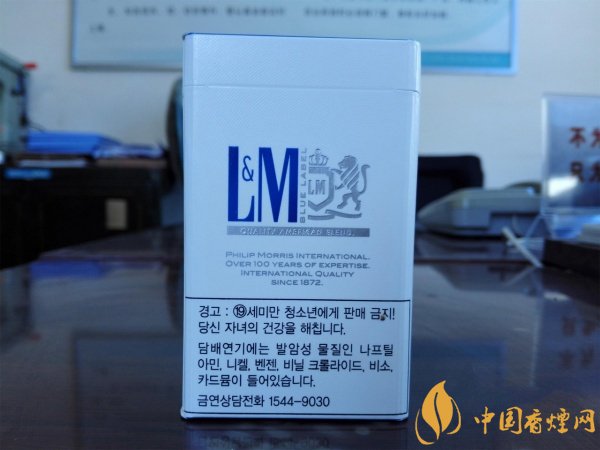 L&M
BLUE LABEL
LM
QUALITY AMERICAN BLEND
PHILIP MORRIS INTERNATIONAL.
OVER 100 YEARS OF EXPERTISE.
INTERNATIONAL QUALITY
SINCE 1872.
경고 : ⑲세미만 청소년에게 판매 금지!
당신 자녀의 건강을 해칩니다.
담배연기에는 발암성 물질인 나프틸
아민, 니켈, 벤젠, 비닐 크롤라이드, 비소,
카드뮴이 들어있습니다.
금연상담전화 1544-9030
不为
只为
中国香烟网